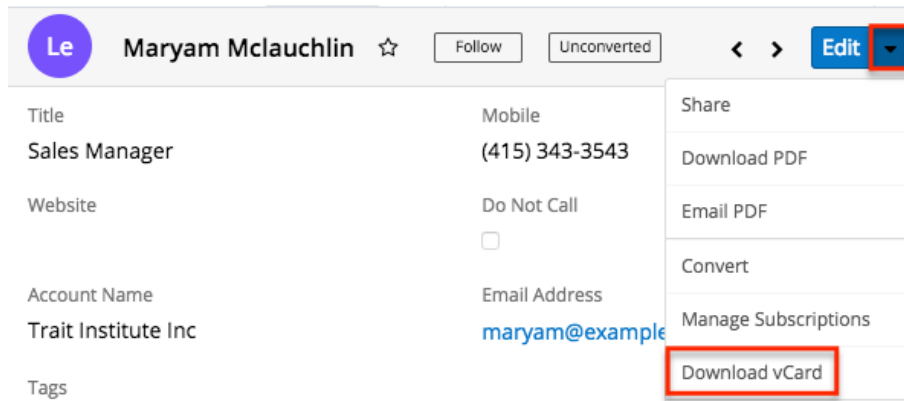 Le Maryam Mclauchlin Follow Unconverted Edit
Title Mobile Share
Sales Manager (415) 343-3543 Download PDF
Website Do Not Call Email PDF
Convert
Account Name Email Address
Trait Institute Inc maryam@example Manage Subscriptions
Tags Download vCard